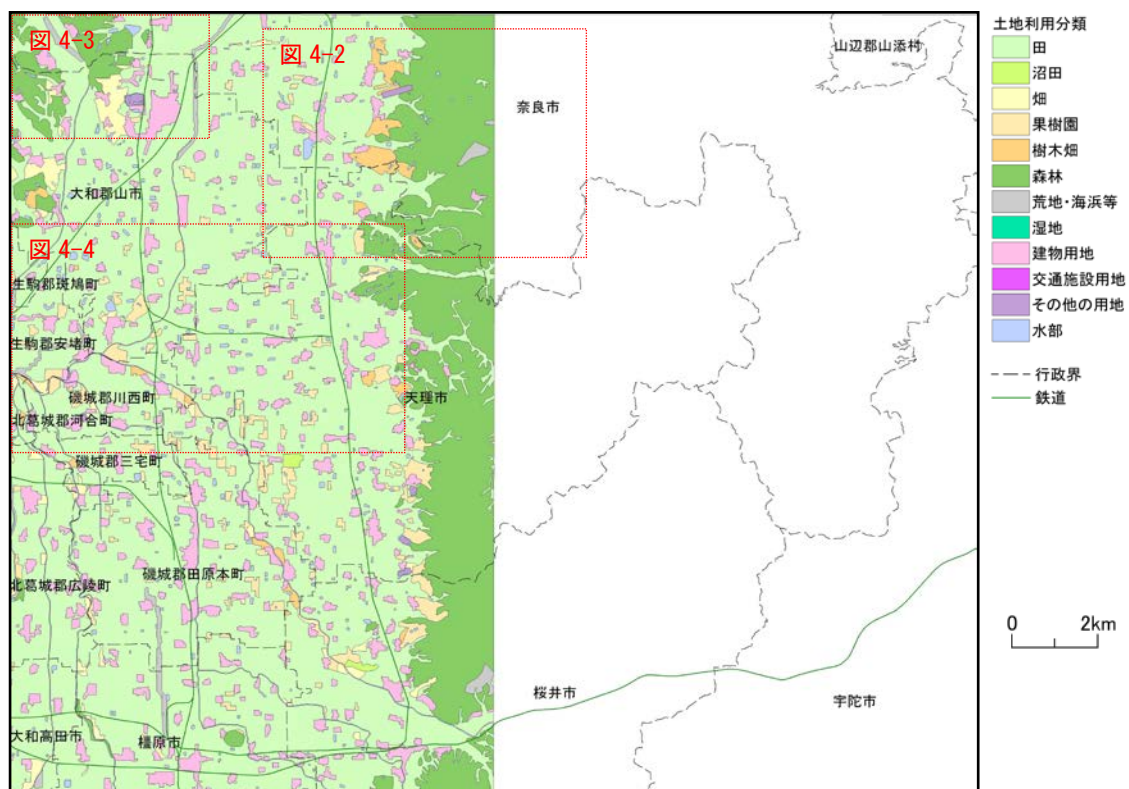 図 4-3
図 4-2
山辺郡山添村
奈良市
大和郡山市
図 4-4
生駒郡斑鳩町
生駒郡安堵町
磯城郡川西町
天理市
北葛城郡河合町
磯城郡三宅町
磯城郡田原本町
北葛城郡広陵町
桜井市
宇陀市
大和高田市
橿原市
土地利用分類
田
沼田
畑
果樹園
樹木畑
森林
荒地・海浜等
湿地
建物用地
交通施設用地
その他の用地
水部
行政界
鉄道
0 2km